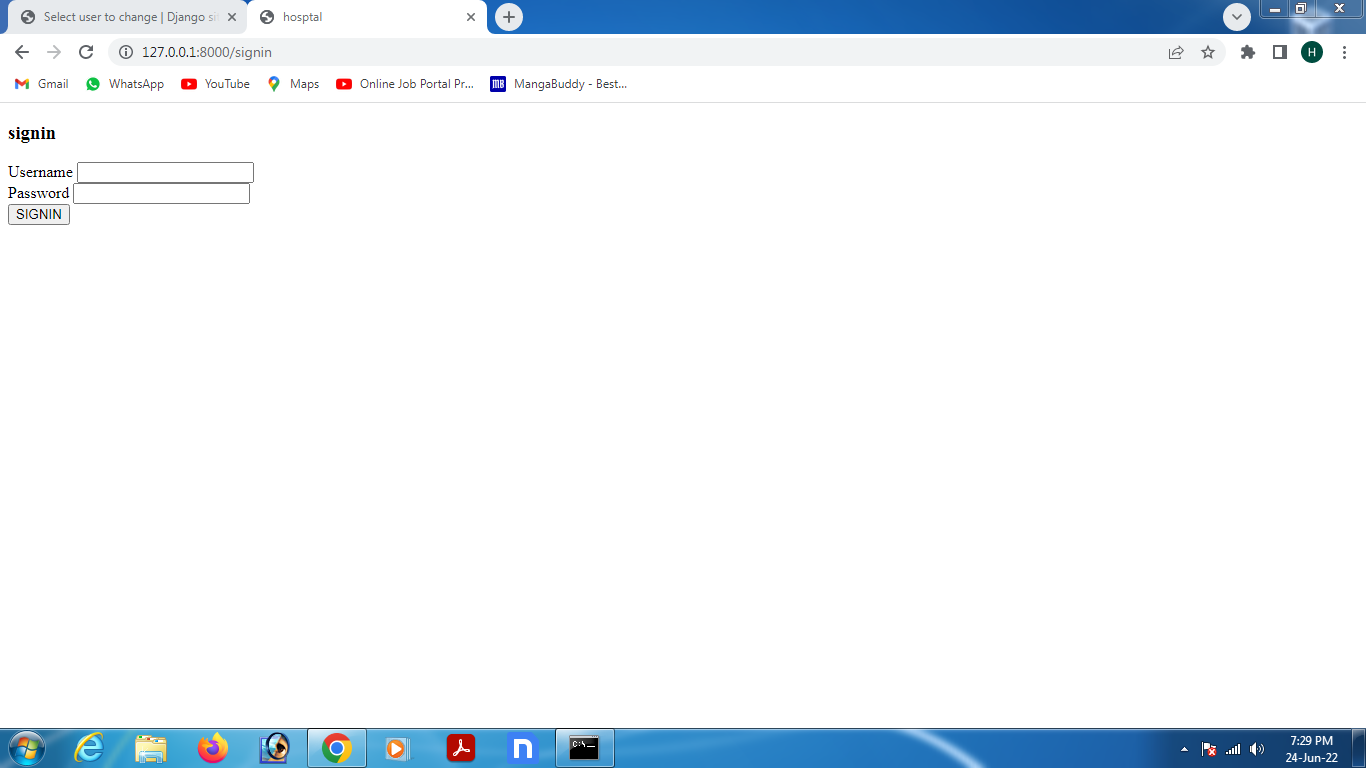 Select user to change | Django si
hosptal
127.0.0.1:8000/signin
H
Gmail
WhatsApp
YouTube
Maps
Online Job Portal Pr...
MB
MangaBuddy - Best...
signin
Username
Password
SIGNIN
n
C:\_
7:29 PM
24-Jun-22